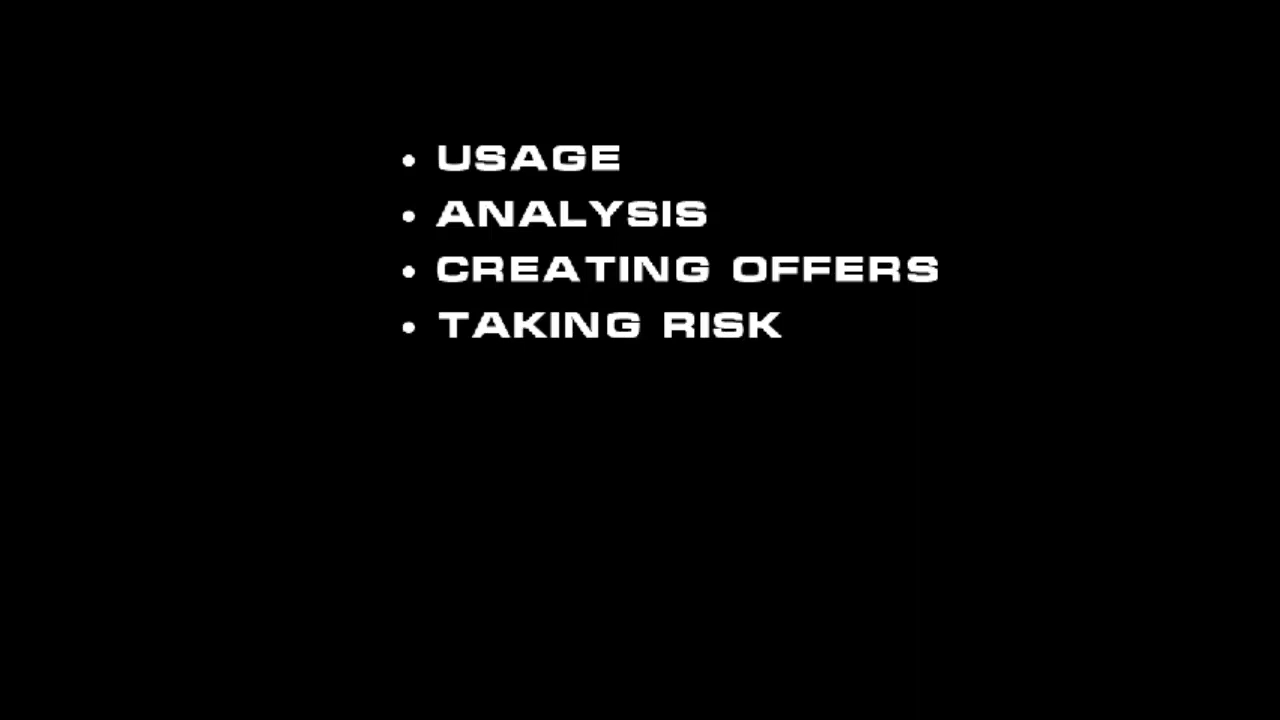 • USAGE
• ANALYSIS
• CREATING OFFERS
• TAKING RISK